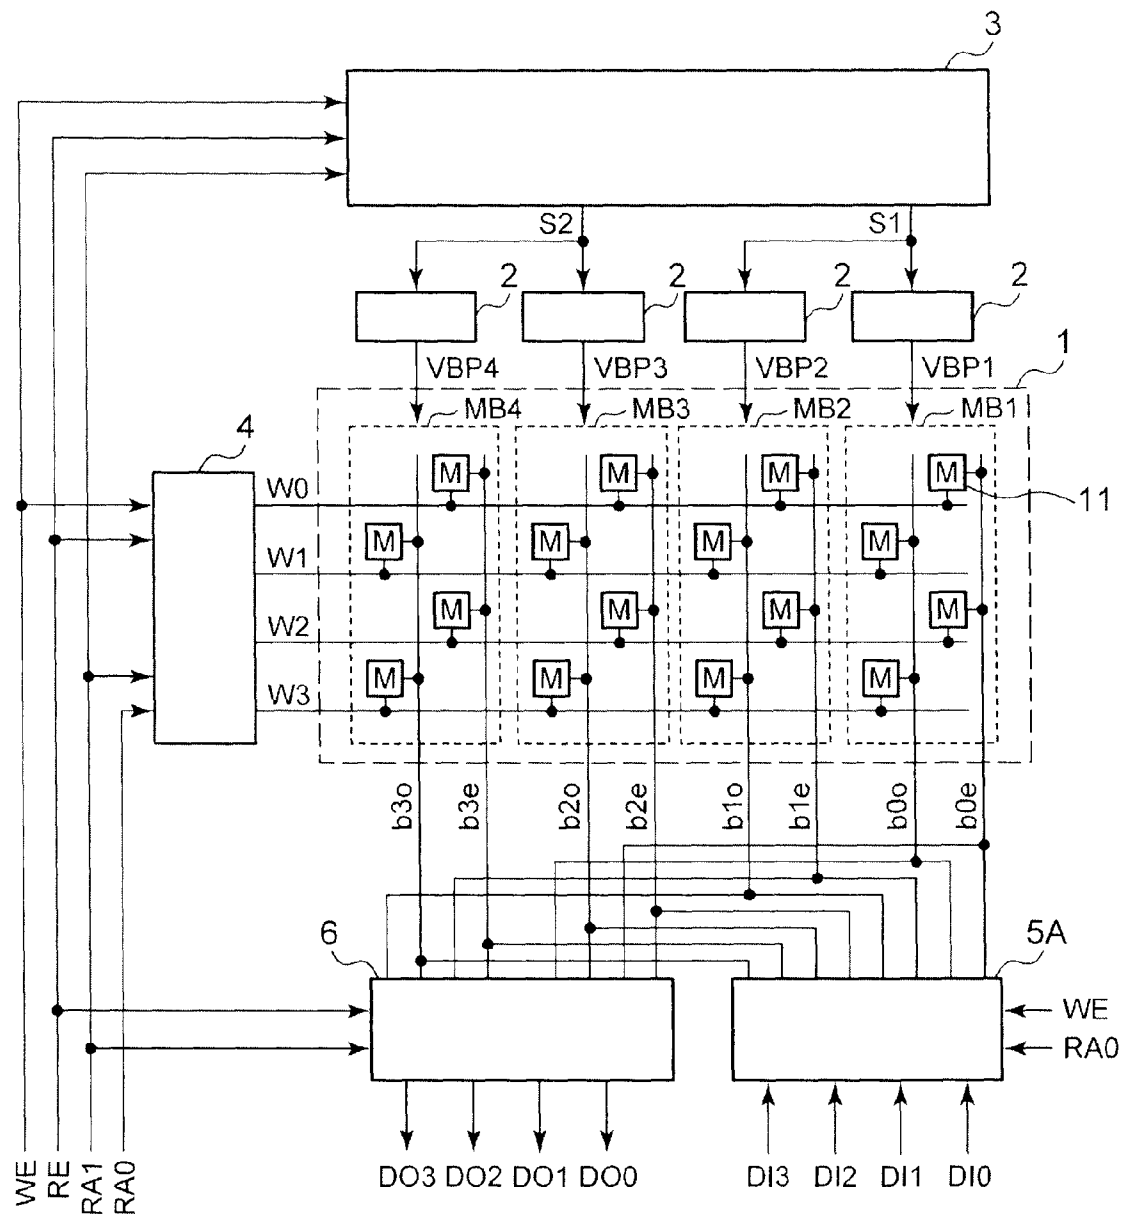 3
S2 S1
2 2 2 2
VBP4 VBP3 VBP2 VBP1
1
MB4 MB3 MB2 MB1
4
W0 M M M M
11
W1 M M M M
W2 M M M M
W3 M M M M
b3o b3e b2o b2e b1o b1e b0o b0e
6 5A
WE
RA0
DO3 DO2 DO1 DO0 DI3 DI2 DI1 DI0
WE RE RA1 RA0